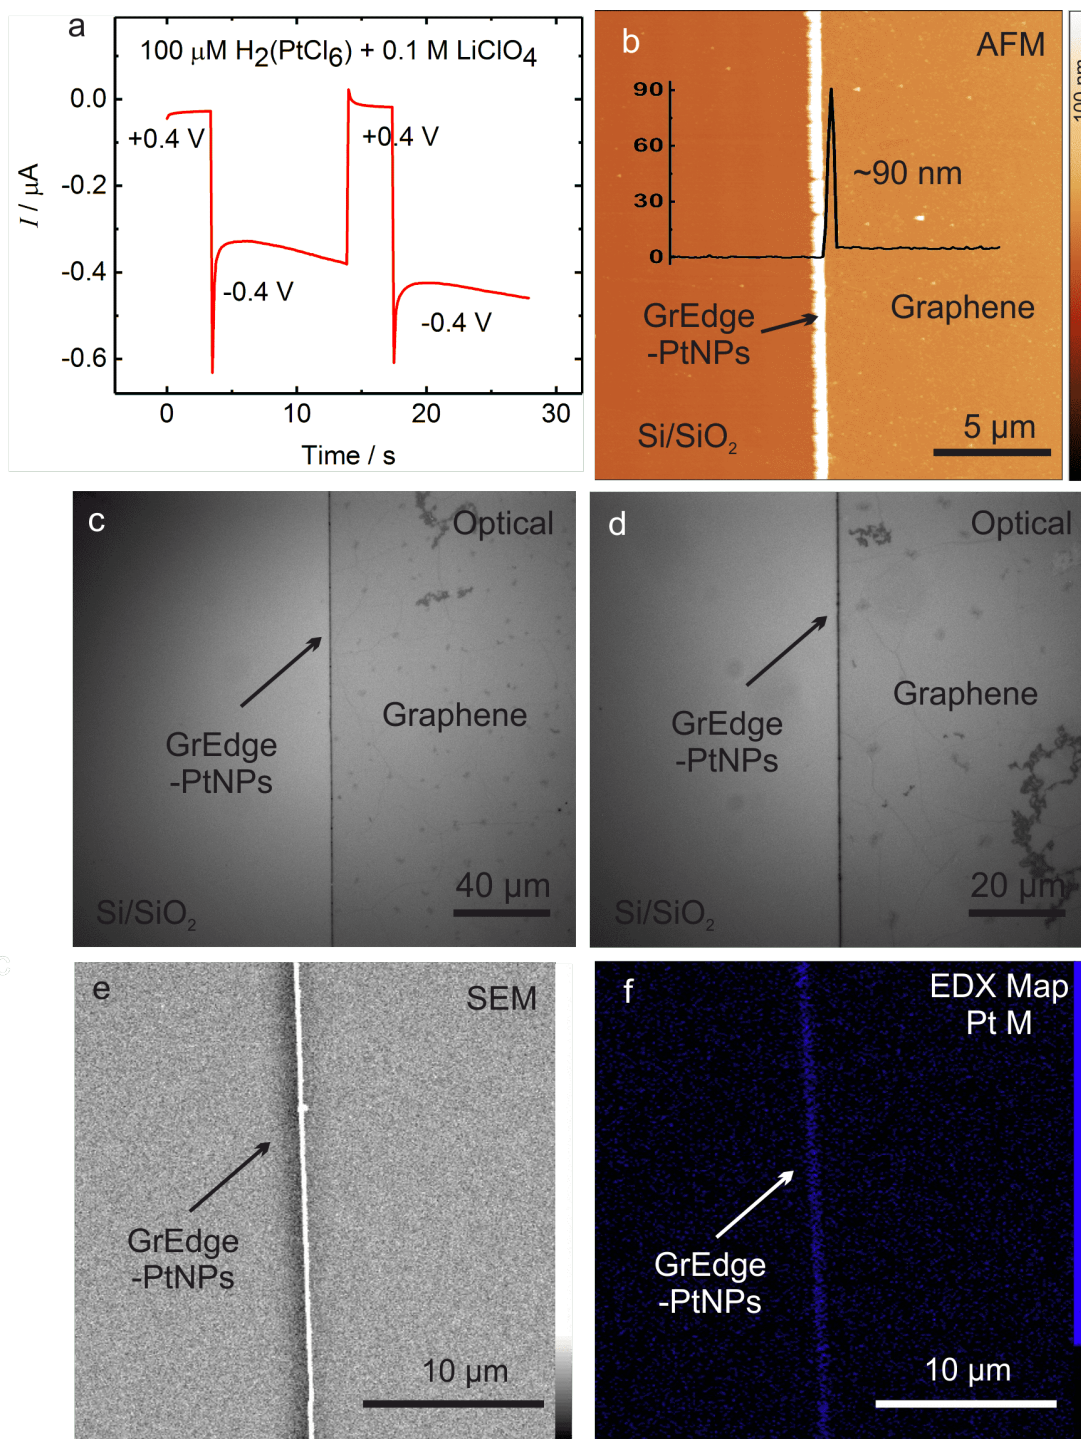 a
100 µM H2(PtCl6) + 0.1 M LiClO4
0.0
-0.2
-0.4
-0.6
I / µA
+0.4 V
+0.4 V
-0.4 V
-0.4 V
0
10
20
30
Time / s
b
AFM
100 nm
90
60
30
0
~90 nm
GrEdge
-PtNPs
Graphene
Si/SiO2
5 µm
c
Optical
GrEdge
-PtNPs
Graphene
Si/SiO2
40 µm
d
Optical
GrEdge
-PtNPs
Graphene
Si/SiO2
20 µm
e
SEM
GrEdge
-PtNPs
10 µm
f
EDX Map
Pt M
GrEdge
-PtNPs
10 µm